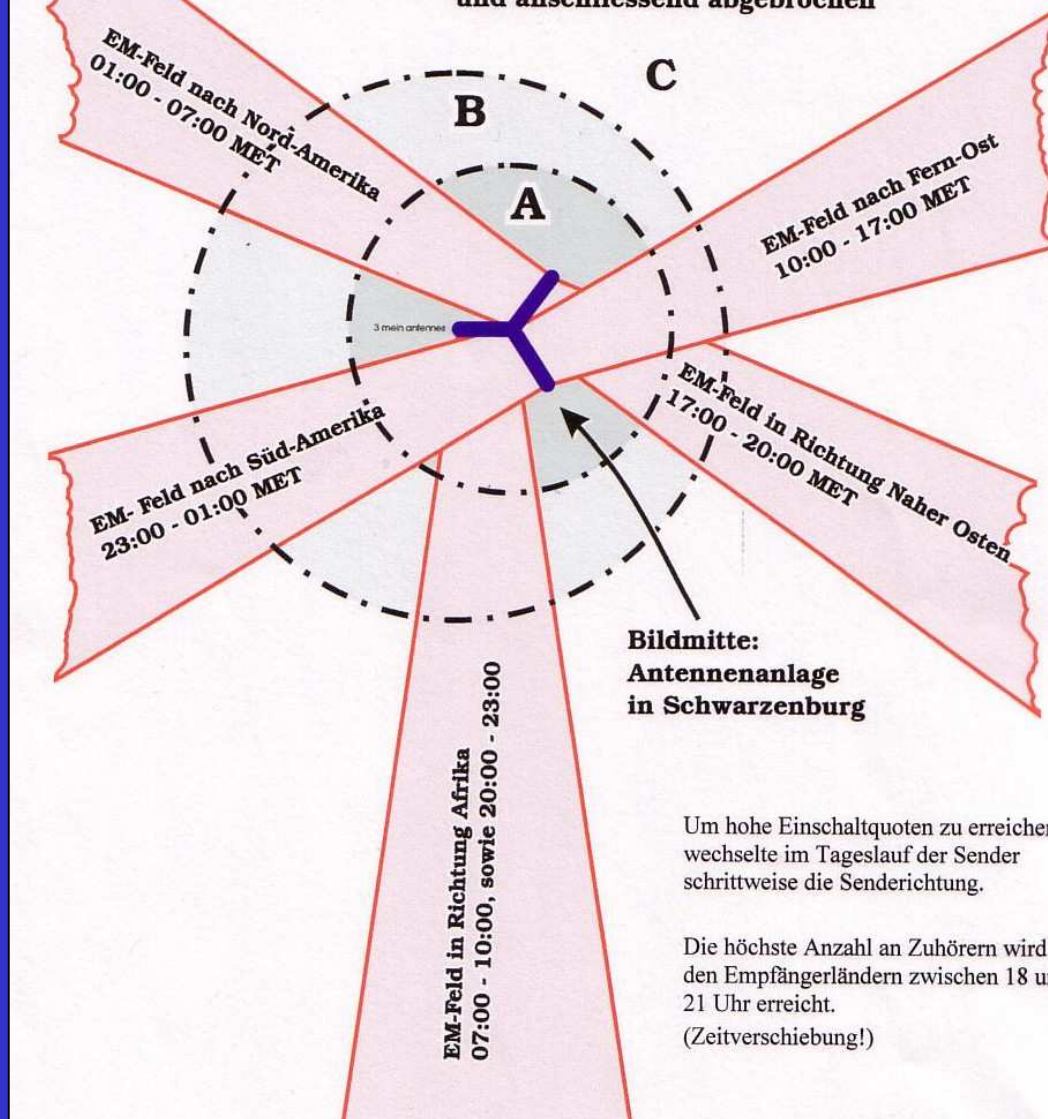 und anschliessend abgebrochen
C
B
A
EM-Feld nach Nord-Amerika
01:00 - 07:00 MET
EM-Feld nach Fern-Ost
10:00 - 17:00 MET
3 mein antennes
EM-Feld in Richtung Naher Osten
17:00 - 20:00 MET
EM- Feld nach Süd-Amerika
23:00 - 01:00 MET
Bildmitte:
Antennenanlage
in Schwarzenburg
EM-Feld in Richtung Afrika
07:00 - 10:00, sowie 20:00 - 23:00
Um hohe Einschaltquoten zu erreichen
wechselte im Tageslauf der Sender
schrittweise die Senderichtung.
Die höchste Anzahl an Zuhörern wird
den Empfängerländern zwischen 18
21 Uhr erreicht.
(Zeitverschiebung!)